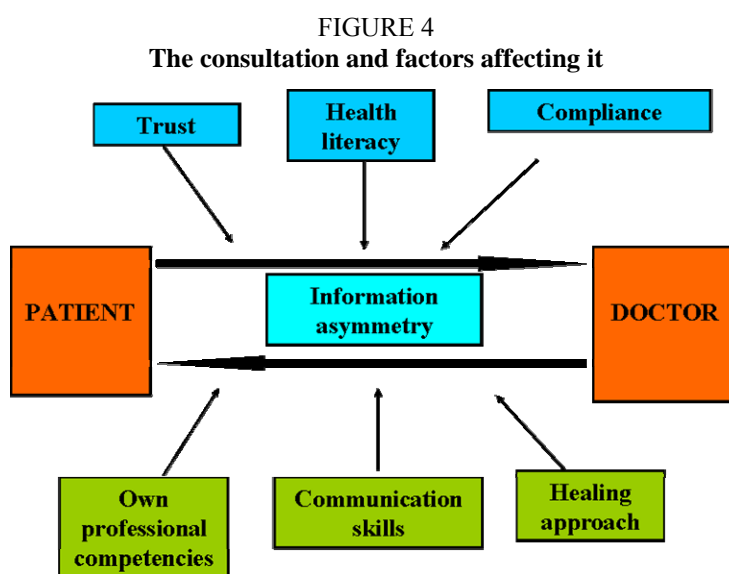 FIGURE 4
The consultation and factors affecting it
Trust
Health
literacy
Compliance
PATIENT
Information
asymmetry
DOCTOR
Own
professional
competencies
Communication
skills
Healing
approach